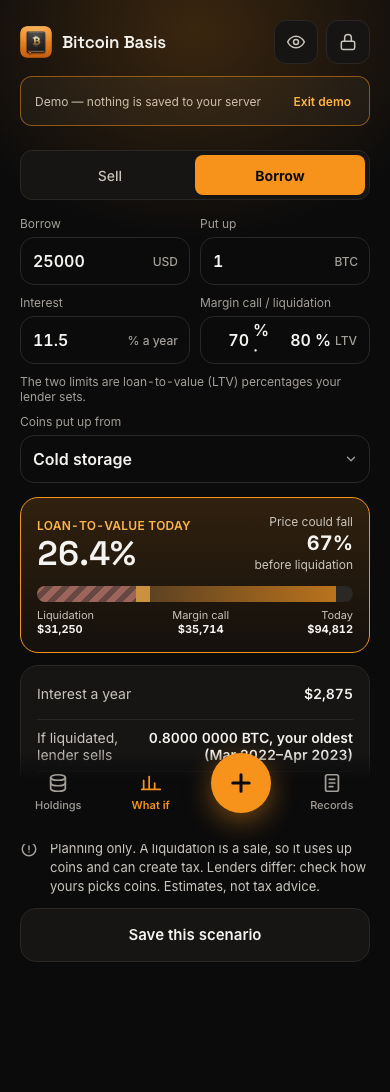 Bitcoin Basis
Demo — nothing is saved to your server Exit demo
Sell Borrow
Borrow Put up
25000 USD 1 BTC
Interest Margin call / liquidation
11.5 % a year 70 % · 80 % LTV
The two limits are loan-to-value (LTV) percentages your
lender sets.
Coins put up from
Cold storage
LOAN-TO-VALUE TODAY
26.4%
Price could fall
67%
before liquidation
Liquidation Margin call Today
$31,250 $35,714 $94,812
Interest a year $2,875
If liquidated, 0.8000 0000 BTC, your oldest
lender sells (Mar 2022–Apr 2023)
Holdings What if Records
Planning only. A liquidation is a sale, so it uses up
coins and can create tax. Lenders differ: check how
yours picks coins. Estimates, not tax advice.
Save this scenario